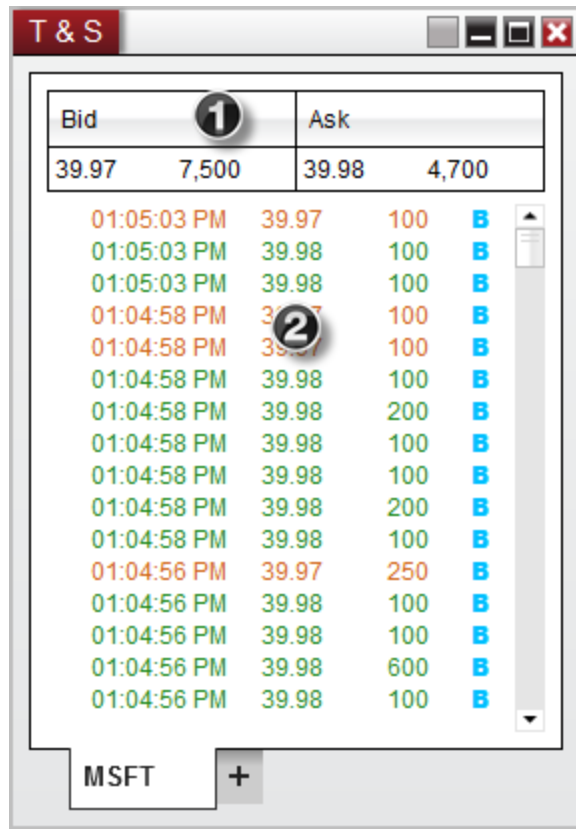 T & S
Bid 1 Ask
39.97 7,500 39.98 4,700
01:05:03 PM 39.97 100 B
01:05:03 PM 39.98 100 B
01:05:03 PM 39.98 100 B
01:04:58 PM 100 B
2
01:04:58 PM 100 B
01:04:58 PM 39.98 100 B
01:04:58 PM 39.98 200 B
01:04:58 PM 39.98 100 B
01:04:58 PM 39.98 100 B
01:04:58 PM 39.98 200 B
01:04:58 PM 39.98 100 B
01:04:56 PM 39.97 250 B
01:04:56 PM 39.98 100 B
01:04:56 PM 39.98 100 B
01:04:56 PM 39.98 600 B
01:04:56 PM 39.98 100 B
MSFT +